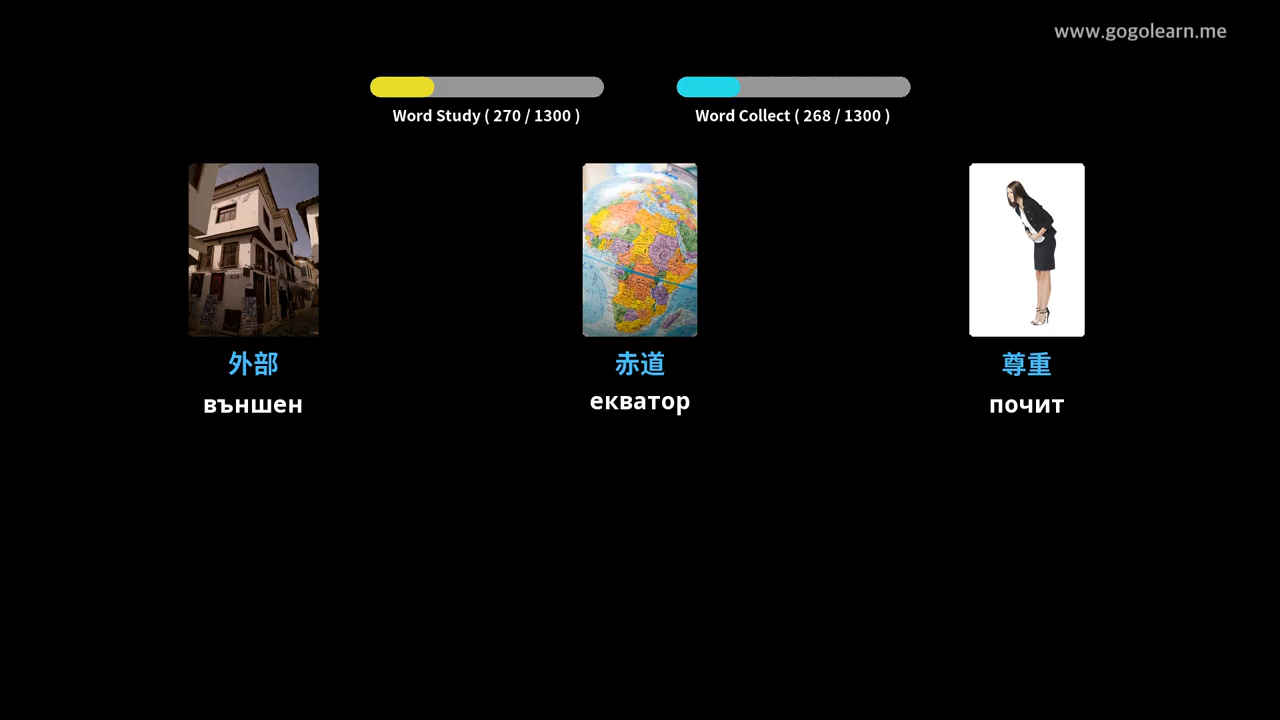 www.gogolearn.me
Word Study ( 270 / 1300 )
Word Collect ( 268 / 1300 )
外部
赤道
尊重
външен
екватор
почит